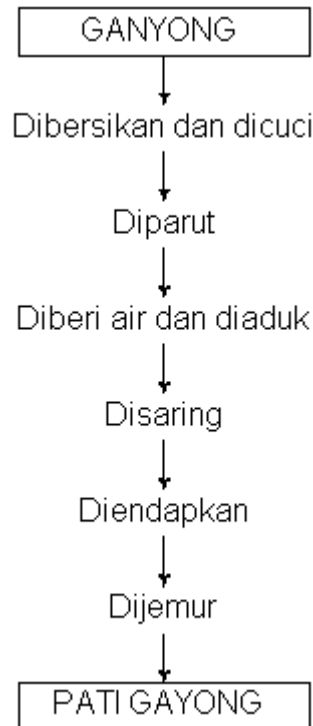 GANYONG
Dibersikan dan dicuci
Diparut
Diberi air dan diaduk
Disaring
Diendapkan
Dijemur
PATI GAYONG